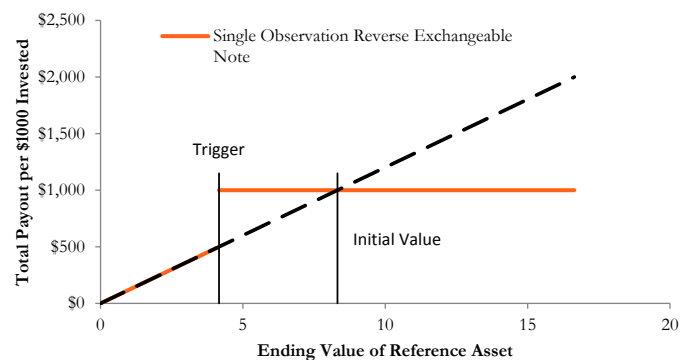 $2,500
Single Observation Reverse Exchangeable
Note
$2,000
$1,500
Trigger
$1,000
Initial Value
$500
$0
0 5 10 15 20
Total Payout per $1000 Invested
Ending Value of Reference Asset